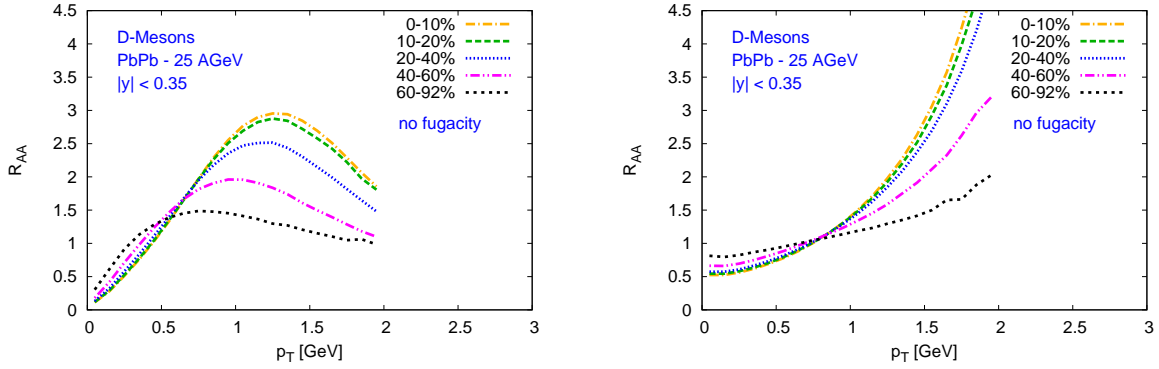 4.5
4
3.5
3
2.5
2
1.5
1
0.5
0
R_AA
D-Mesons
PbPb - 25 AGeV
|y| < 0.35
0-10%
10-20%
20-40%
40-60%
60-92%
no fugacity
0 0.5 1 1.5 2 2.5 3
p_T [GeV]
4.5
4
3.5
3
2.5
2
1.5
1
0.5
0
R_AA
D-Mesons
PbPb - 25 AGeV
|y| < 0.35
0-10%
10-20%
20-40%
40-60%
60-92%
no fugacity
0 0.5 1 1.5 2 2.5 3
p_T [GeV]